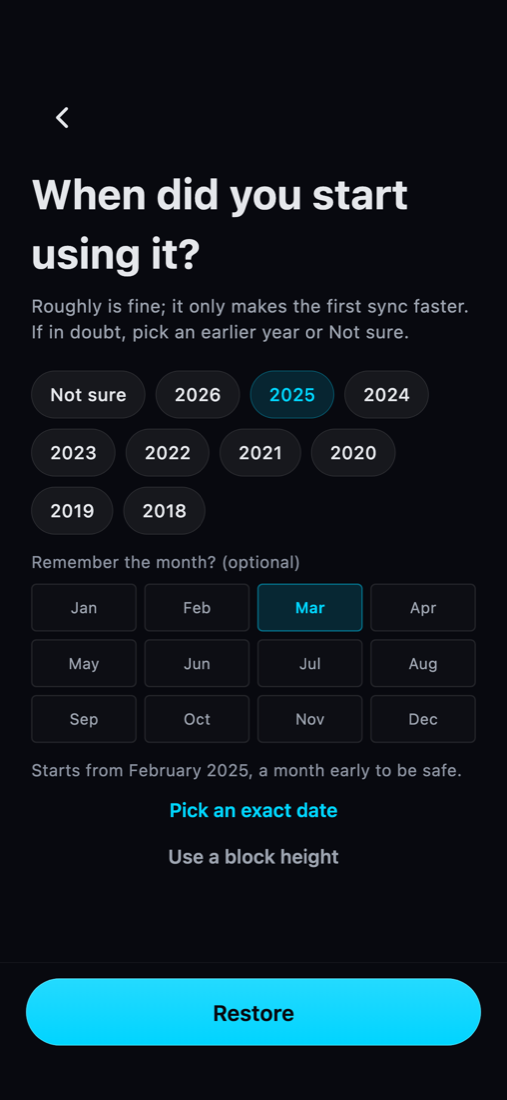 When did you start
using it?
Roughly is fine; it only makes the first sync faster.
If in doubt, pick an earlier year or Not sure.
Not sure 2026 2025 2024
2023 2022 2021 2020
2019 2018
Remember the month? (optional)
Jan Feb Mar Apr
May Jun Jul Aug
Sep Oct Nov Dec
Starts from February 2025, a month early to be safe.
Pick an exact date
Use a block height
Restore